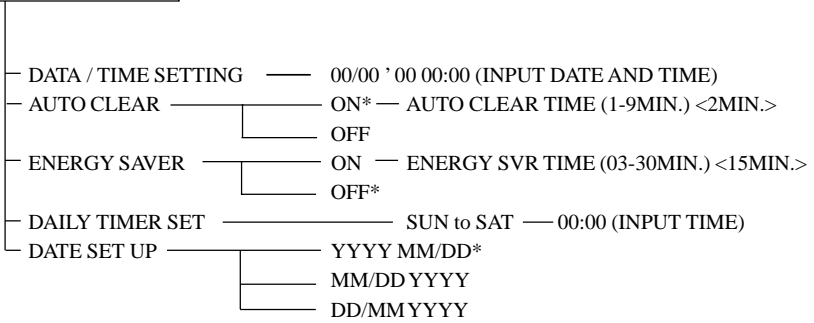 DATA / TIME SETTING 00/00 ’ 00 00:00 (INPUT DATE AND TIME)
AUTO CLEAR ON* AUTO CLEAR TIME (1-9MIN.) <2MIN.>
OFF
ENERGY SAVER ON ENERGY SVR TIME (03-30MIN.) <15MIN.>
OFF*
DAILY TIMER SET SUN to SAT 00:00 (INPUT TIME)
DATE SET UP YYYY MM/DD*
MM/DD YYYY
DD/MM YYYY